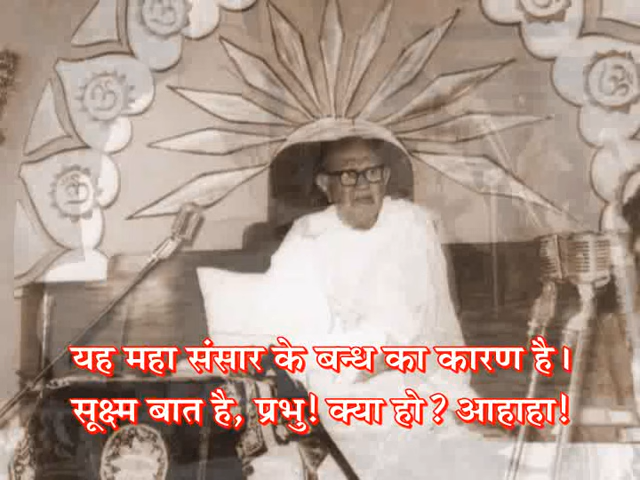 यह महा संसार के बन्ध का कारण है।
सूक्ष्म बात है, प्रभु! क्या हो? आहाहा!